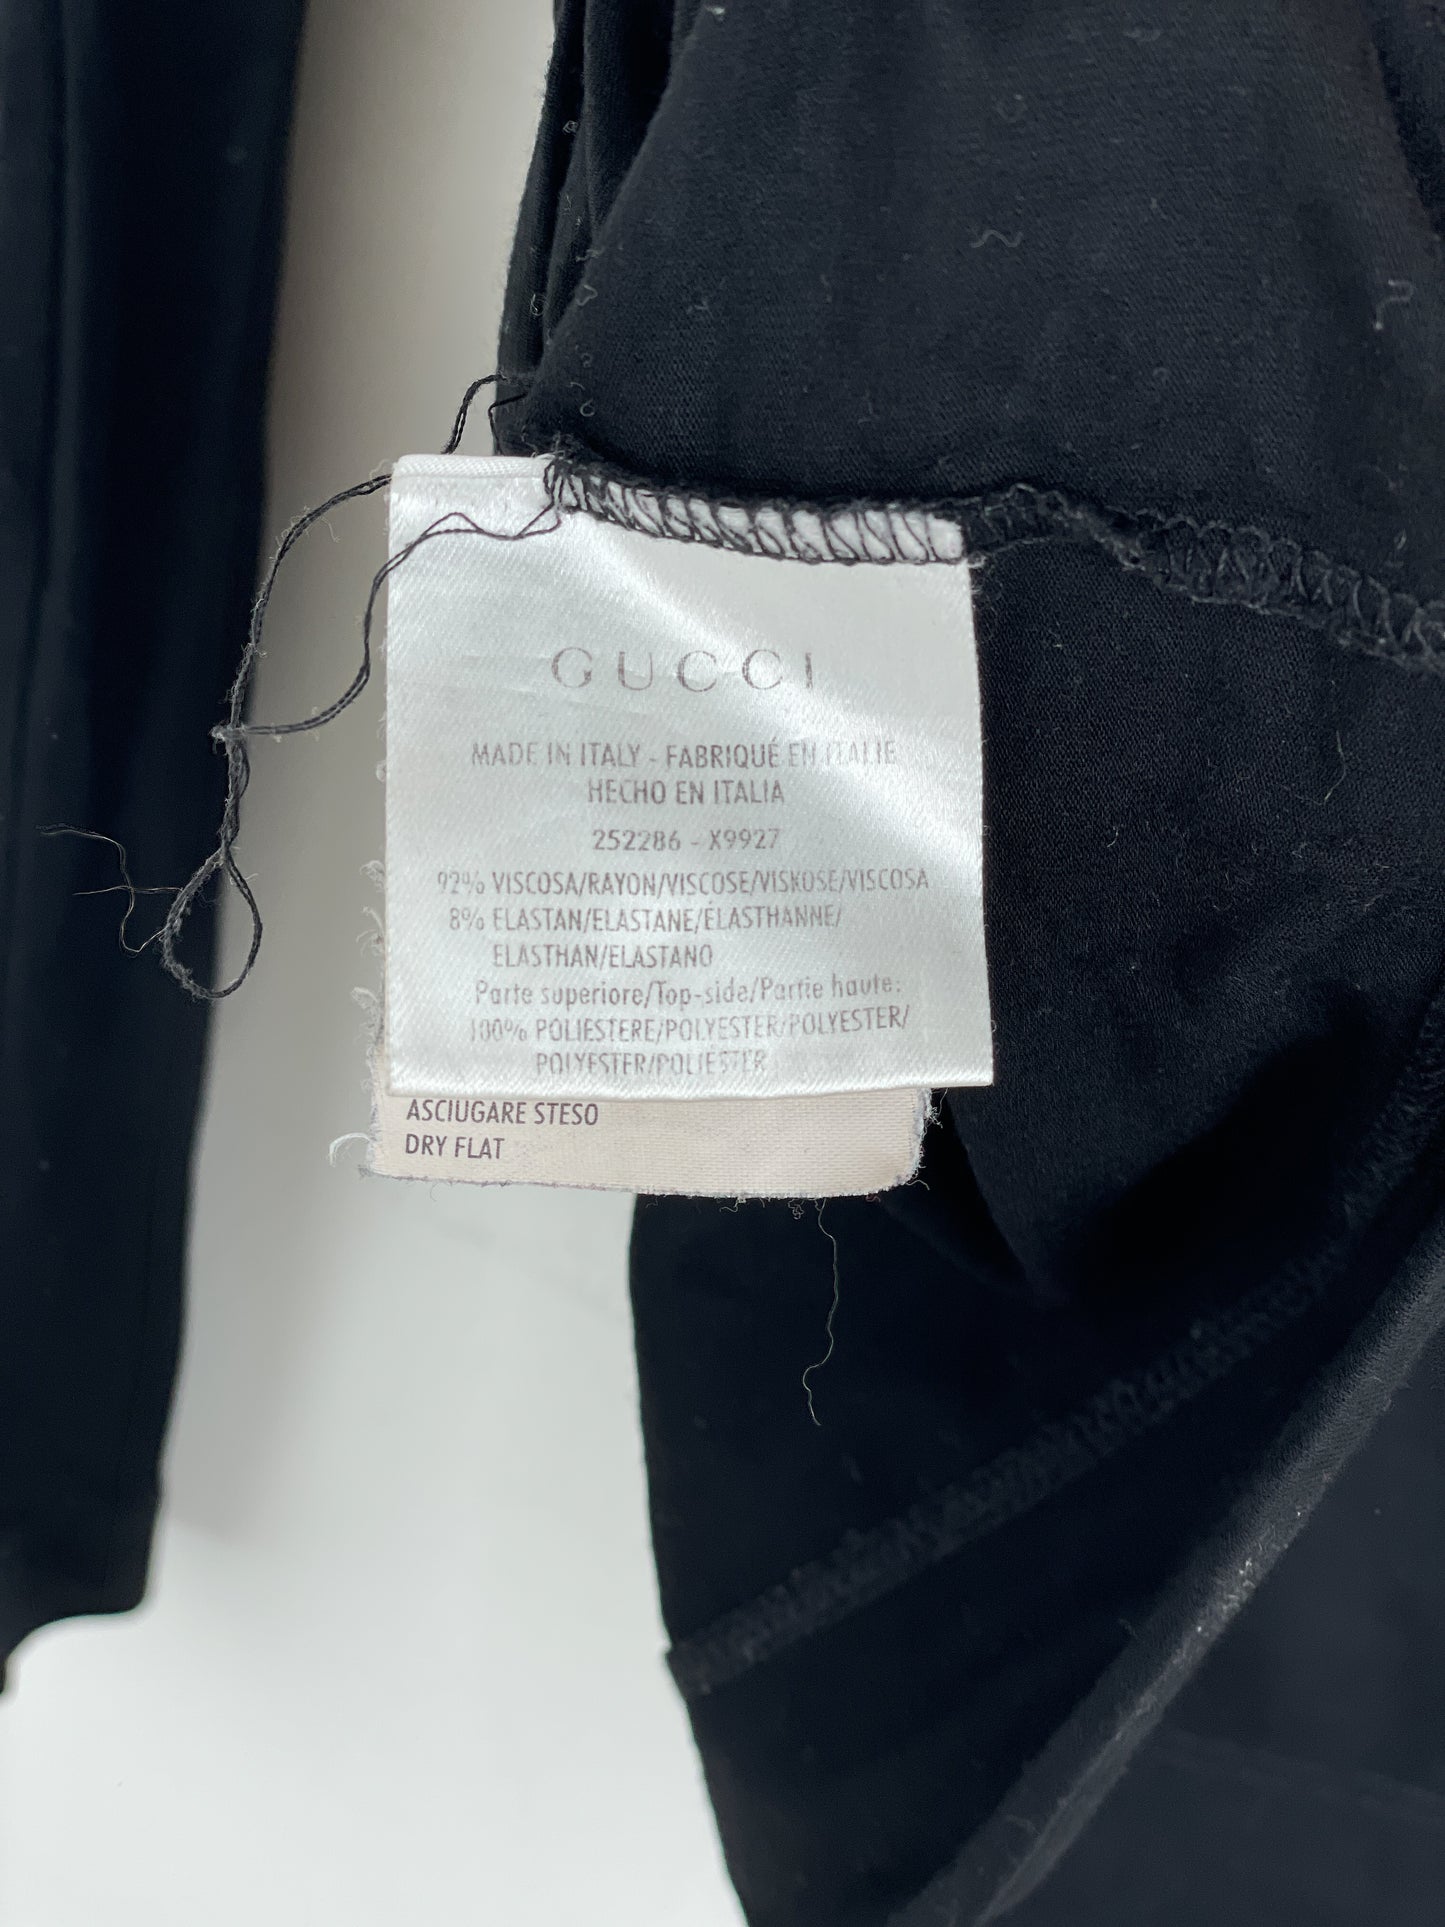 GUCCI
MADE IN ITALY - FABRIQUÉ EN ITALIE
HECHO EN ITALIA
252286 - X9927
92% VISCOSA/RAYON/VISCOSE/VISKOSE/VISCOSA
8% ELASTAN/ELASTANE/ÉLASTHANNE/
ELASTHAN/ELASTANO
Parte superiore/Top-side/Partie haute:
100% POLIESTERE/POLYESTER/POLYESTER/
POLYESTER/POLIESTER
ASCIUGARE STESO
DRY FLAT